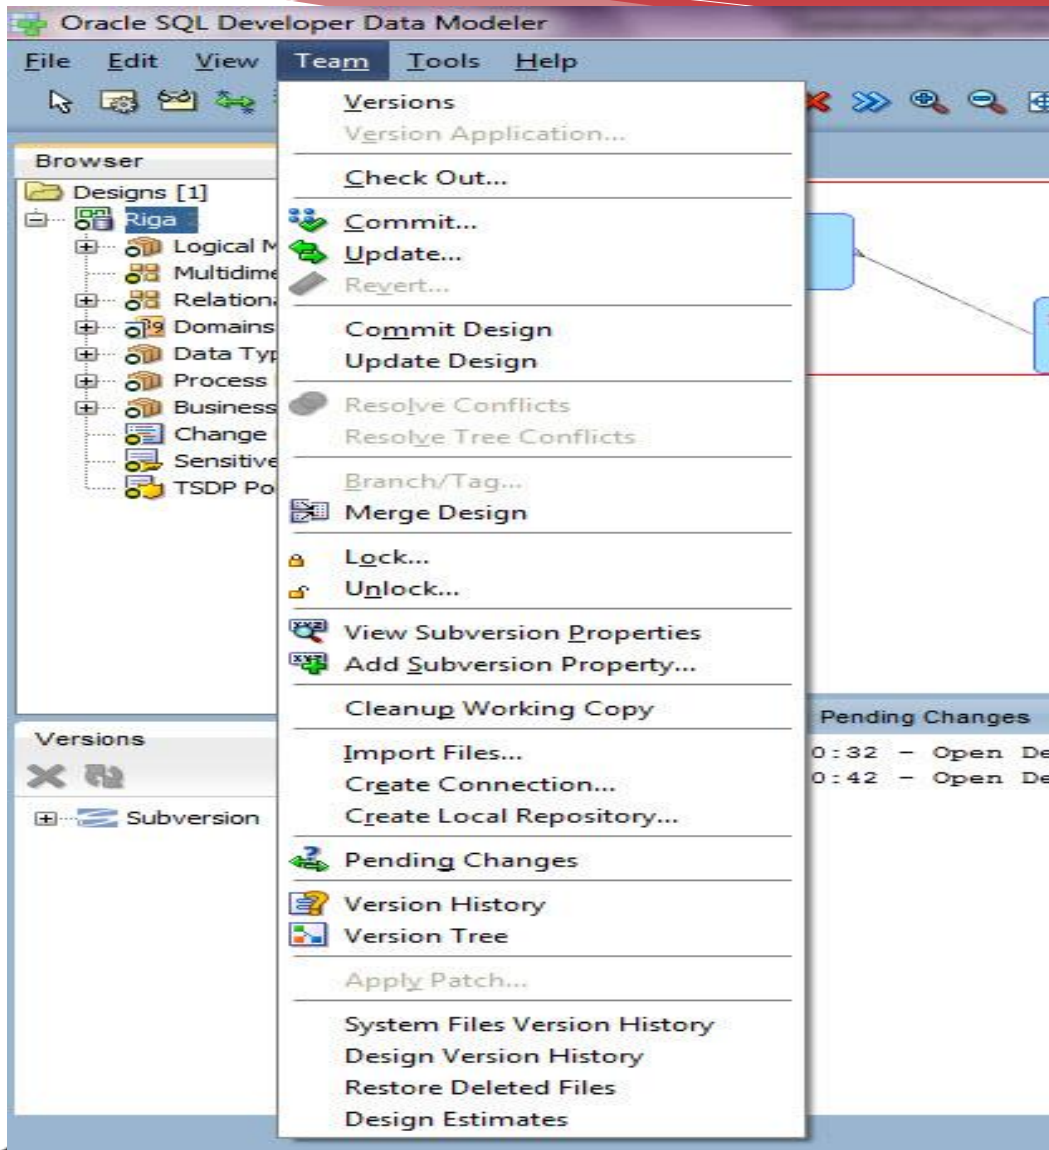 Oracle SQL Developer Data Modeler
File Edit View Team Tools Help
Versions
Version Application...
Check Out...
Commit...
Update...
Revert...
Commit Design
Update Design
Resolve Conflicts
Resolve Tree Conflicts
Branch/Tag...
Merge Design
Lock...
Unlock...
View Subversion Properties
Add Subversion Property...
Cleanup Working Copy
Import Files...
Create Connection...
Create Local Repository...
Pending Changes
Version History
Version Tree
Apply Patch...
System Files Version History
Design Version History
Restore Deleted Files
Design Estimates
Browser
Designs [1]
Riga
Logical M
Multidime
Relation
Domains
Data Typ
Process
Business
Change
Sensitive
TSDP Po
Versions
Subversion
Pending Changes
0:32 - Open De
0:42 - Open De